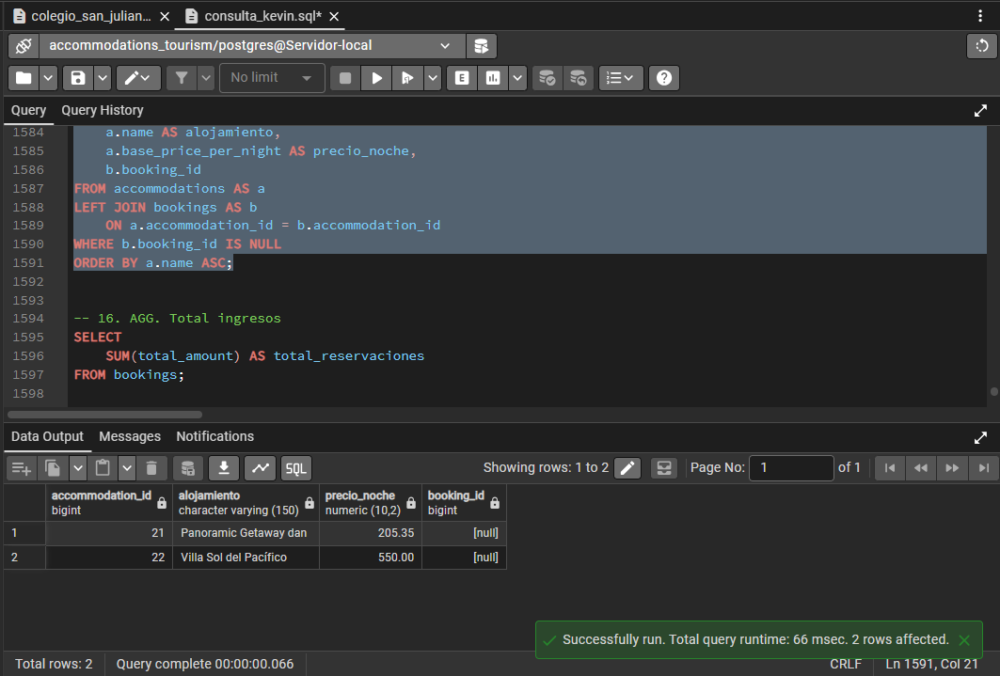 colegio_san_julian...
consulta_kevin.sql*
accommodations_tourism/postgres@Servidor-local
No limit
E
Query Query History
1584 a.name AS alojamiento,
1585 a.base_price_per_night AS precio_noche,
1586 b.booking_id
1587 FROM accommodations AS a
1588 LEFT JOIN bookings AS b
1589 ON a.accommodation_id = b.accommodation_id
1590 WHERE b.booking_id IS NULL
1591 ORDER BY a.name ASC;
1592
1593
1594 -- 16. AGG. Total ingresos
1595 SELECT
1596 SUM(total_amount) AS total_reservaciones
1597 FROM bookings;
1598
Data Output Messages Notifications
SQL Showing rows: 1 to 2 Page No: 1 of 1
accommodation_id alojamiento precio_noche booking_id
bigint character varying (150) numeric (10,2) bigint
1 21 Panoramic Getaway dan 205.35 [null]
2 22 Villa Sol del Pacífico 550.00 [null]
Successfully run. Total query runtime: 66 msec. 2 rows affected.
Total rows: 2 Query complete 00:00:00.066 CRLF Ln 1591, Col 21